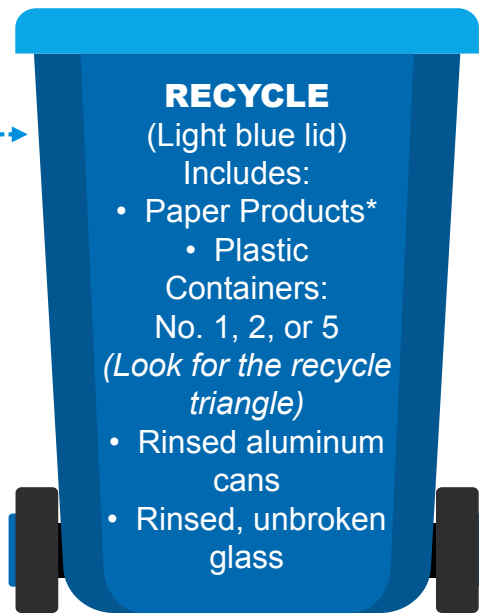 RECYCLE
(Light blue lid)
Includes:
• Paper Products*
• Plastic
Containers:
No. 1, 2, or 5
(Look for the recycle
triangle)
• Rinsed aluminum
cans
• Rinsed, unbroken
glass